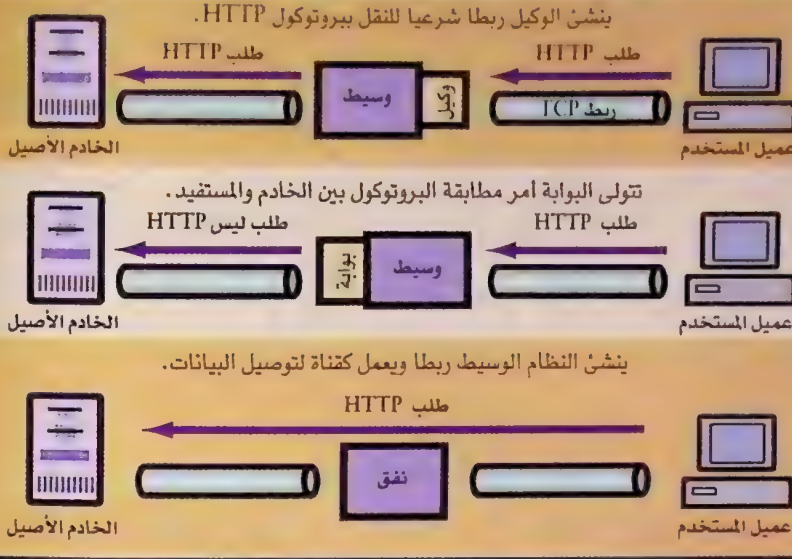 ينشئ الوكيل ربطا شرعيا للنقل ببروتوكول HTTP.
طلب HTTP
طلب HTTP
وكيل
وسيط
ربط TCP
عميل المستخدم
الخادم الأصيل
تتولى البوابة أمر مطابقة البروتوكول بين الخادم والمستفيد.
طلب HTTP
طلب ليس HTTP
وسيط
بوابة
عميل المستخدم
الخادم الأصيل
ينشئ النظام الوسيط ربطا ويعمل كقناة لتوصيل البيانات.
طلب HTTP
نفق
عميل المستخدم
الخادم الأصيل